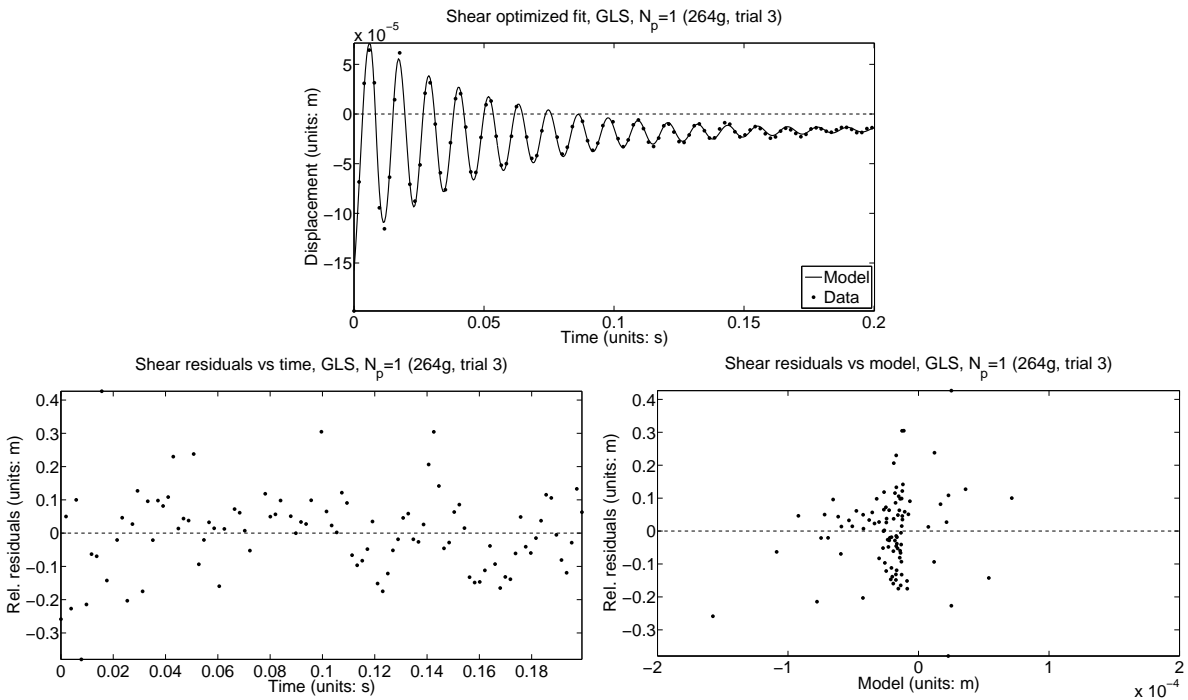 Shear optimized fit, GLS, N_p=1 (264g, trial 3)
x 10^−5
5
0
−5
−10
−15
Displacement (units: m)
Model
Data
0 0.05 0.1 0.15 0.2
Time (units: s)
Shear residuals vs time, GLS, N_p=1 (264g, trial 3)
0.4
0.3
0.2
0.1
0
−0.1
−0.2
−0.3
Rel. residuals (units: m)
0 0.02 0.04 0.06 0.08 0.1 0.12 0.14 0.16 0.18
Time (units: s)
Shear residuals vs model, GLS, N_p=1 (264g, trial 3)
0.4
0.3
0.2
0.1
0
−0.1
−0.2
−0.3
Rel. residuals (units: m)
−2 −1 0 1 2
Model (units: m)
x 10^−4